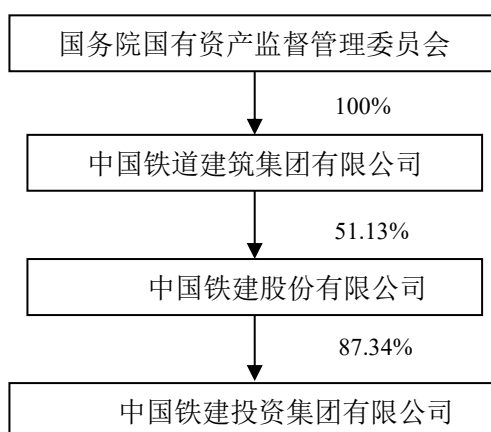 国务院国有资产监督管理委员会
100%
中国铁道建筑集团有限公司
51.13%
中国铁建股份有限公司
87.34%
中国铁建投资集团有限公司